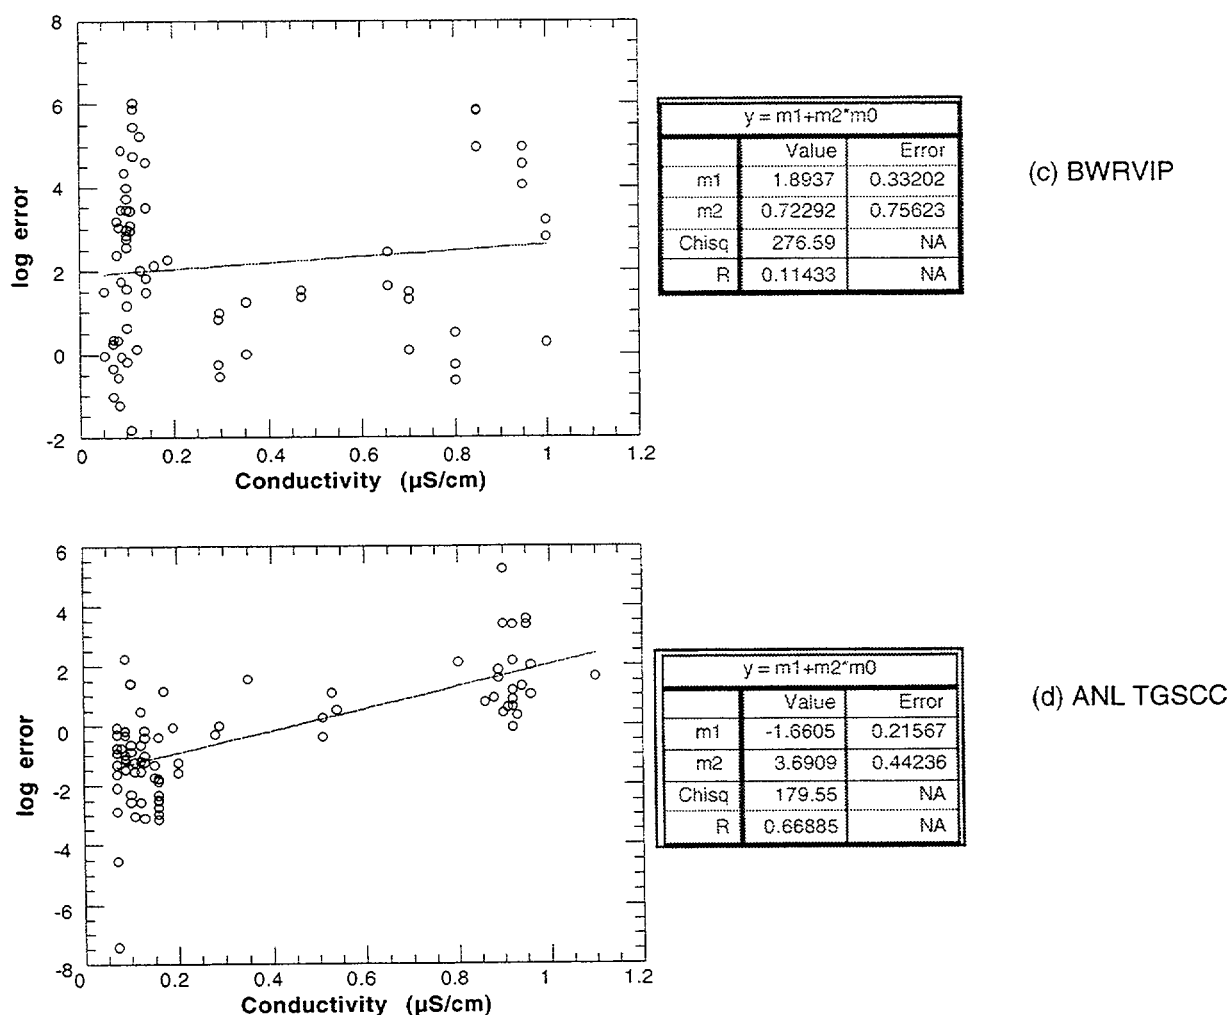 8
6
4
2
0
-2
log error
0 0.2 0.4 0.6 0.8 1 1.2
Conductivity (µS/cm)
y = m1+m2*m0
Value Error
m1 1.8937 0.33202
m2 0.72292 0.75623
Chisq 276.59 NA
R 0.11433 NA
(c) BWRVIP
6
4
2
0
-2
-4
-6
-8
log error
0 0.2 0.4 0.6 0.8 1 1.2
Conductivity (µS/cm)
y = m1+m2*m0
Value Error
m1 -1.6605 0.21567
m2 3.6909 0.44236
Chisq 179.55 NA
R 0.66885 NA
(d) ANL TGSCC